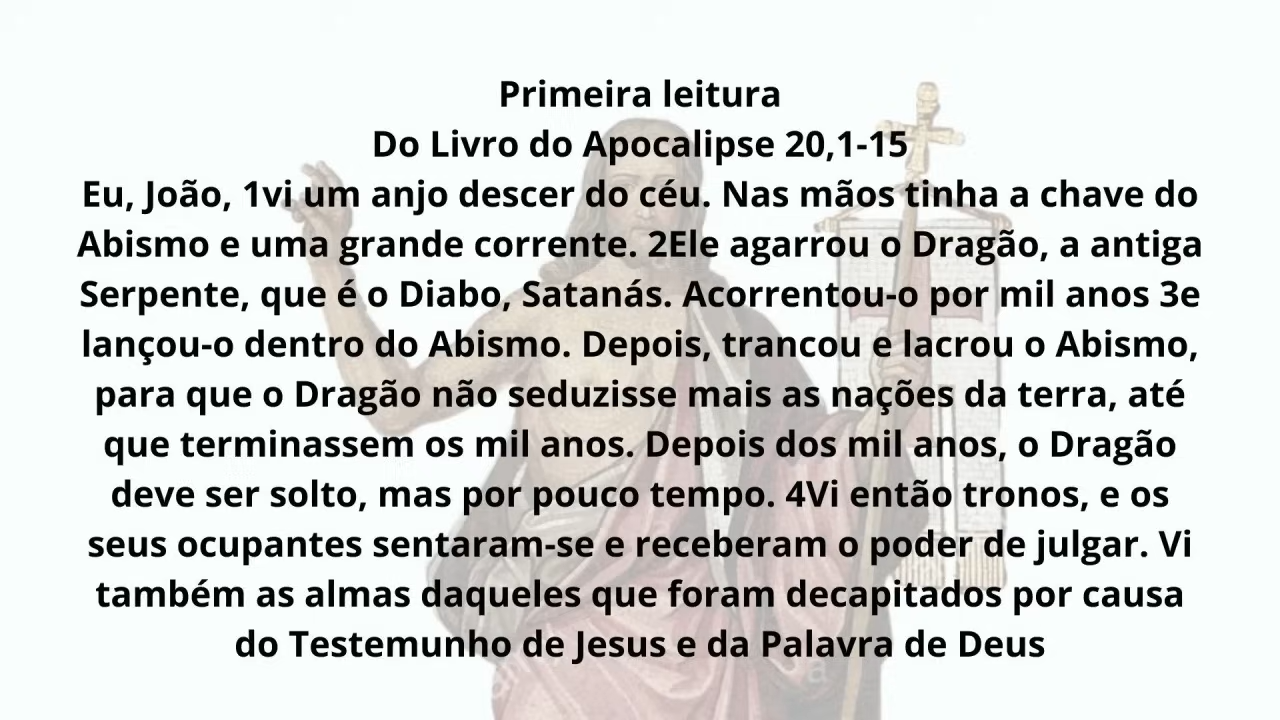 Primeira leitura
Do Livro do Apocalipse 20,1-15
Eu, João, 1vi um anjo descer do céu. Nas mãos tinha a chave do
Abismo e uma grande corrente. 2Ele agarrou o Dragão, a antiga
Serpente, que é o Diabo, Satanás. Acorrentou-o por mil anos 3e
lançou-o dentro do Abismo. Depois, trancou e lacrou o Abismo,
para que o Dragão não seduzisse mais as nações da terra, até
que terminassem os mil anos. Depois dos mil anos, o Dragão
deve ser solto, mas por pouco tempo. 4Vi então tronos, e os
seus ocupantes sentaram-se e receberam o poder de julgar. Vi
também as almas daqueles que foram decapitados por causa
do Testemunho de Jesus e da Palavra de Deus